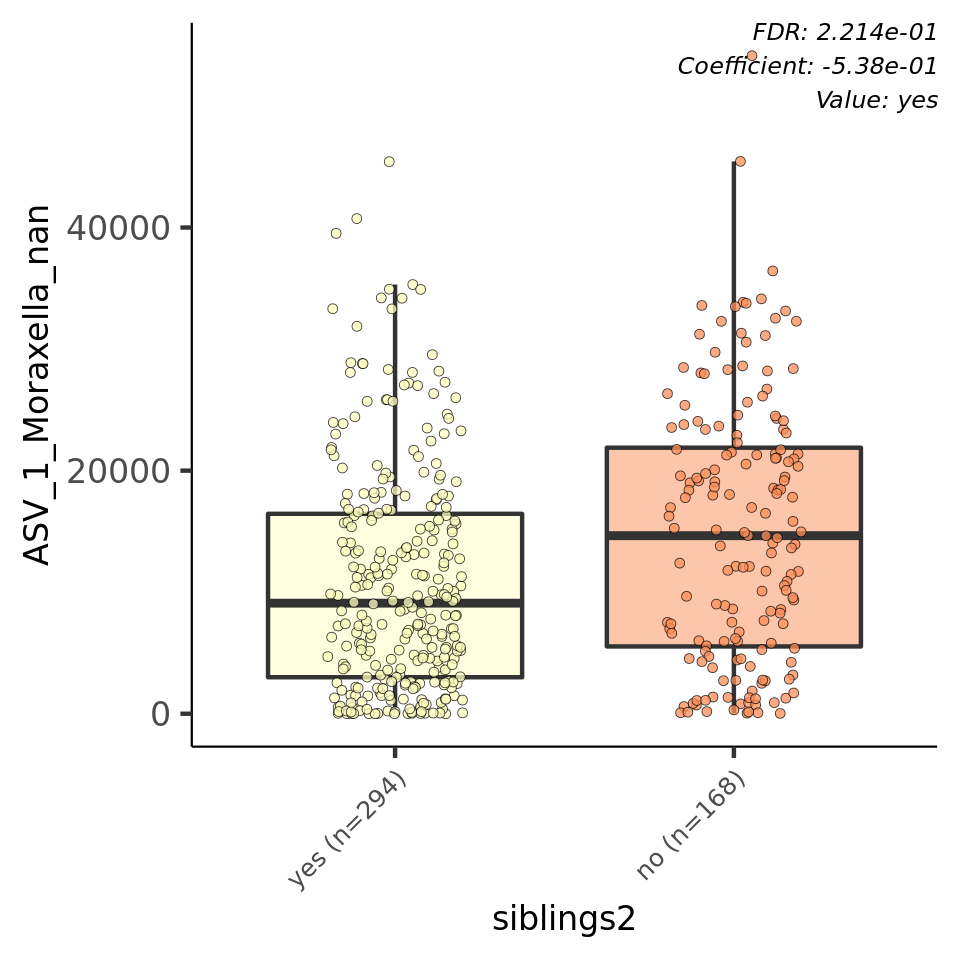 FDR: 2.214e-01
Coefficient: -5.38e-01
Value: yes
ASV_1_Moraxella_nan
40000
20000
0
yes (n=294)
no (n=168)
siblings2